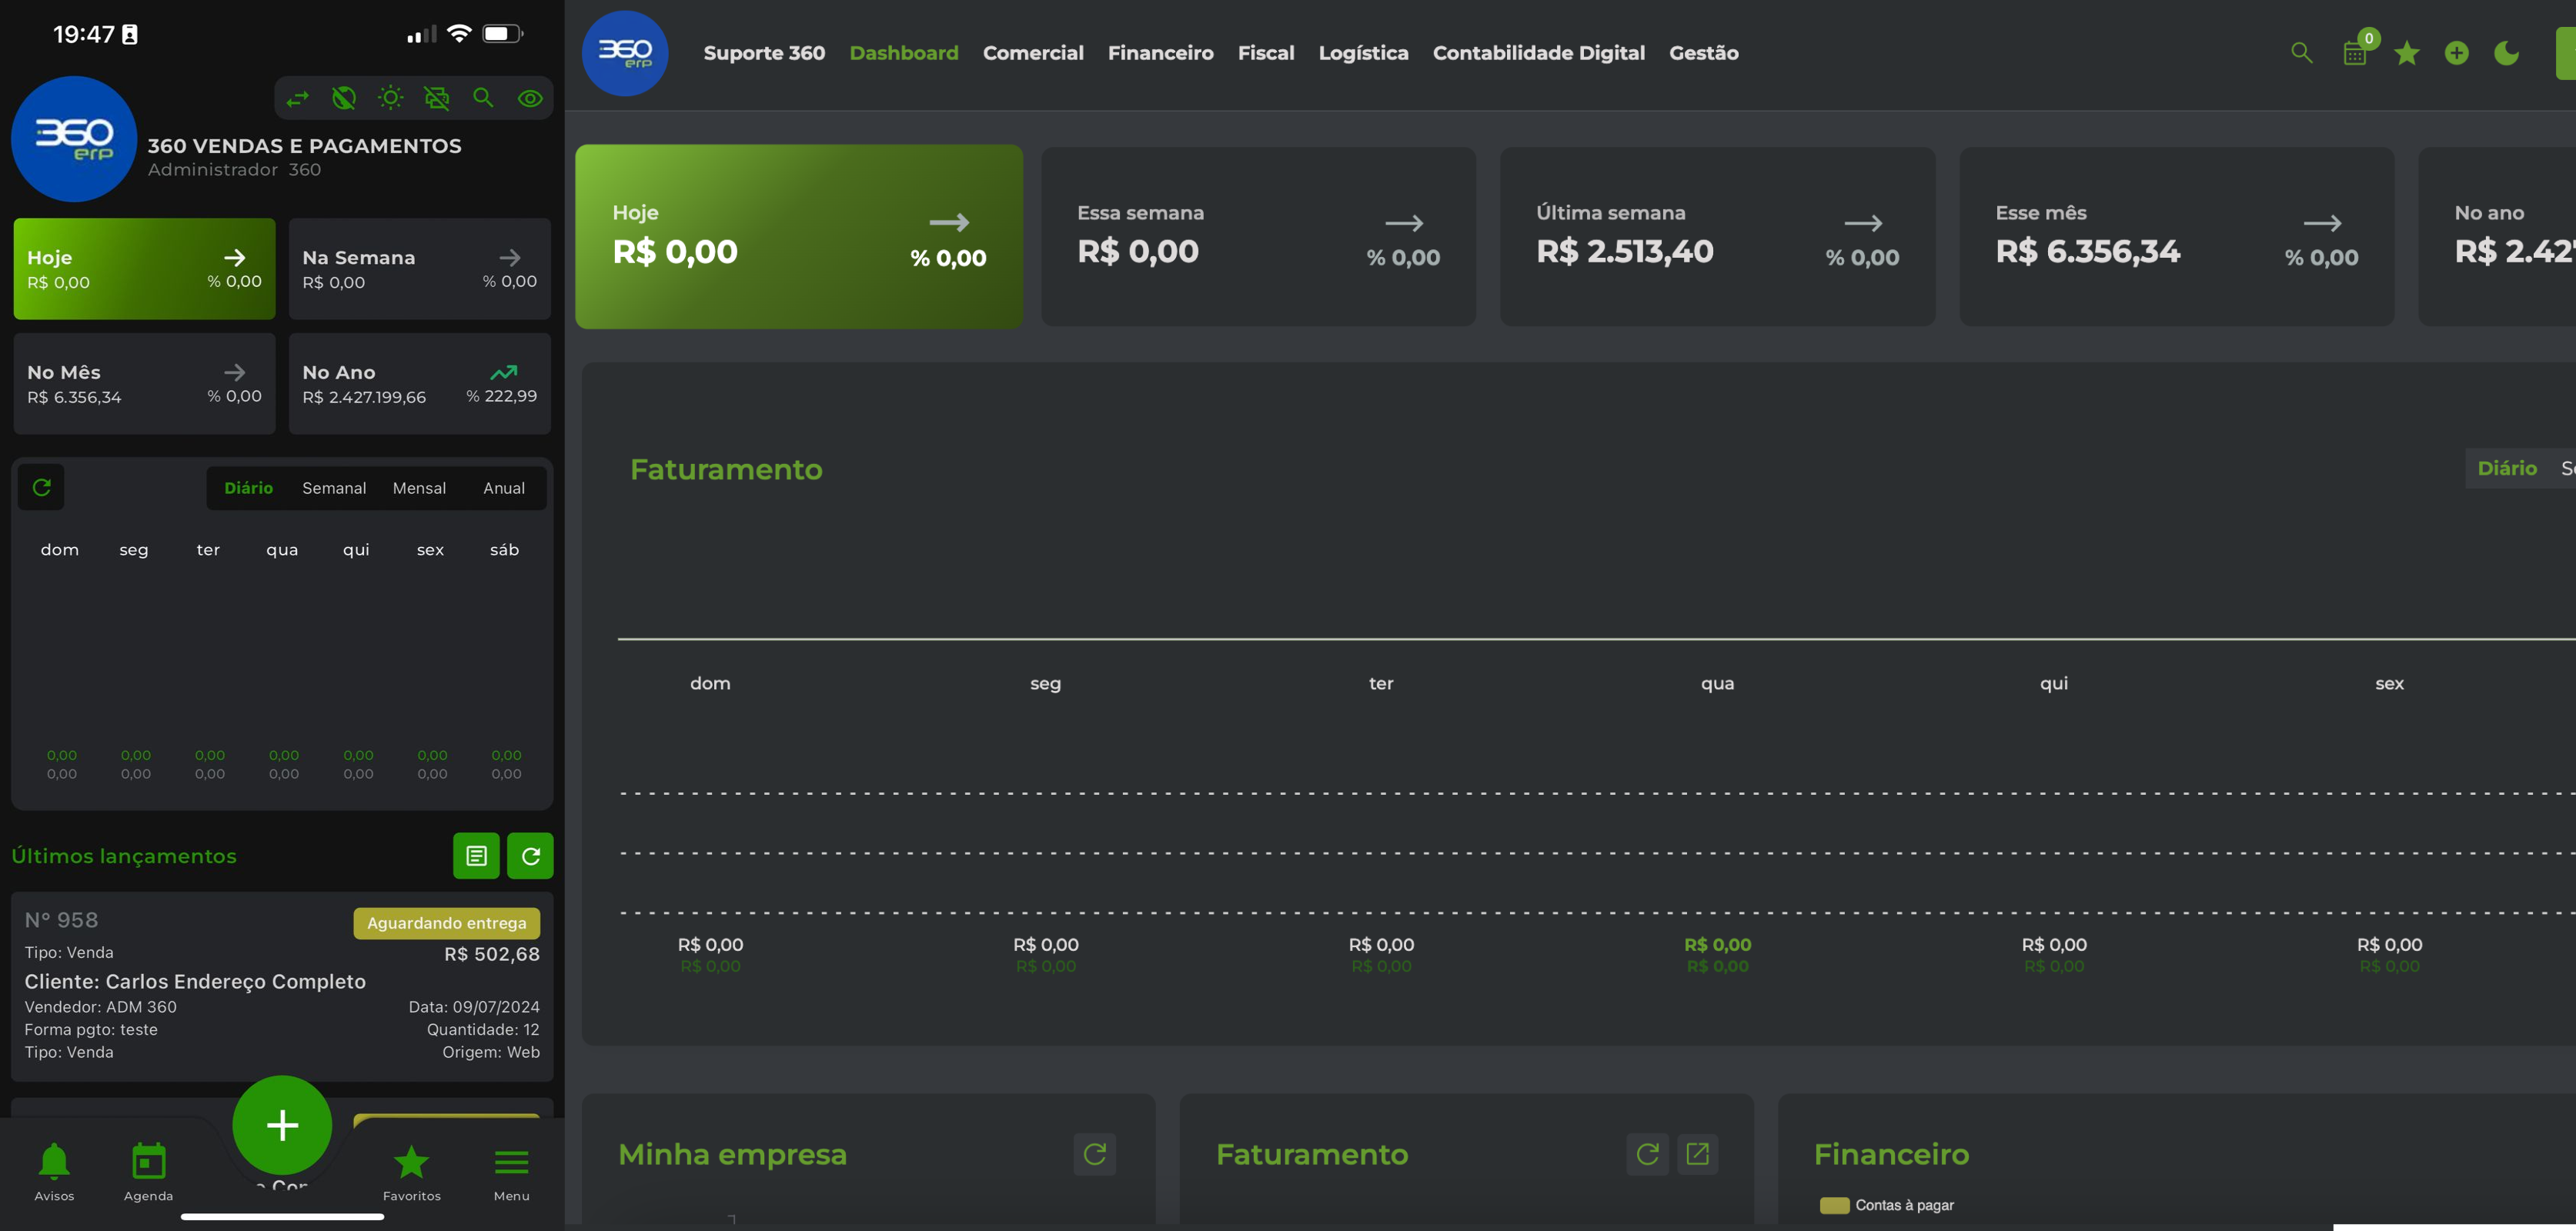 19:47
360
erp
360 VENDAS E PAGAMENTOS
Administrador 360
Hoje
R$ 0,00
% 0,00
Na Semana
R$ 0,00
% 0,00
No Mês
R$ 6.356,34
% 0,00
No Ano
R$ 2.427.199,66
% 222,99
Diário Semanal Mensal Anual
dom seg ter qua qui sex sáb
0,00 0,00 0,00 0,00 0,00 0,00 0,00
0,00 0,00 0,00 0,00 0,00 0,00 0,00
Últimos lançamentos
N° 958
Aguardando entrega
Tipo: Venda
R$ 502,68
Cliente: Carlos Endereço Completo
Vendedor: ADM 360
Data: 09/07/2024
Forma pgto: teste
Quantidade: 12
Tipo: Venda
Origem: Web
Avisos
Agenda
Favoritos
Menu
360
erp
Suporte 360 Dashboard Comercial Financeiro Fiscal Logística Contabilidade Digital Gestão
0
Hoje
R$ 0,00
% 0,00
Essa semana
R$ 0,00
% 0,00
Última semana
R$ 2.513,40
% 0,00
Esse mês
R$ 6.356,34
% 0,00
No ano
R$ 2.42
Faturamento
Diário
dom seg ter qua qui sex
R$ 0,00 R$ 0,00 R$ 0,00 R$ 0,00 R$ 0,00 R$ 0,00
R$ 0,00 R$ 0,00 R$ 0,00 R$ 0,00 R$ 0,00 R$ 0,00
Minha empresa
Faturamento
Financeiro
Contas à pagar